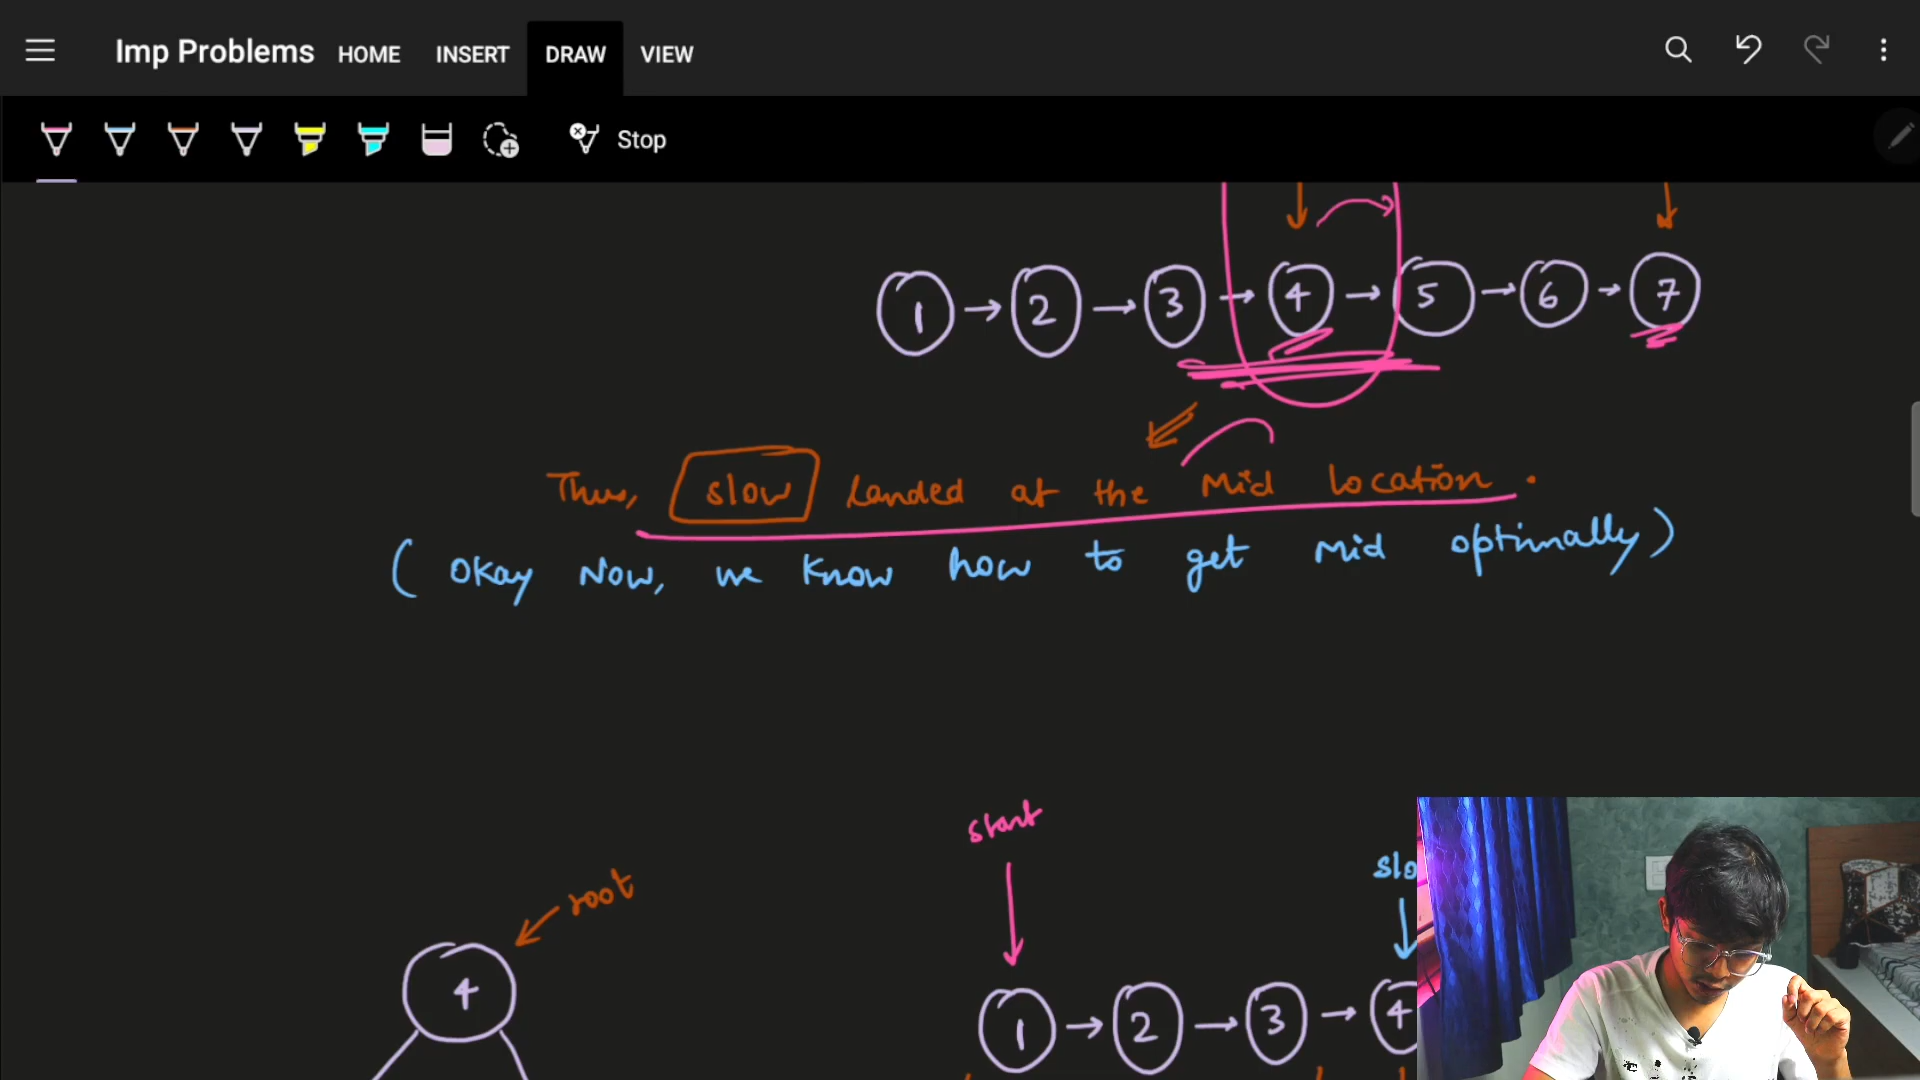 Imp Problems HOME INSERT DRAW VIEW
Stop
1 → 2 → 3 → 4 → 5 → 6 → 7
Thus, slow landed at the Mid location.
(Okay Now, we know how to get Mid optimally)
start
slo
root
4
1 → 2 → 3 → 4